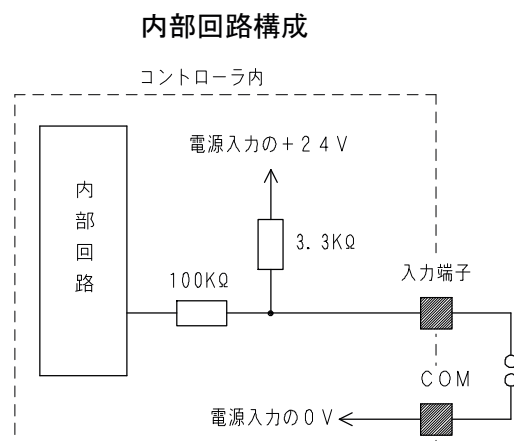 内部回路構成
コントローラ内
電源入力の+24V
内部回路
3.3KΩ
100KΩ
入力端子
COM
電源入力の0V